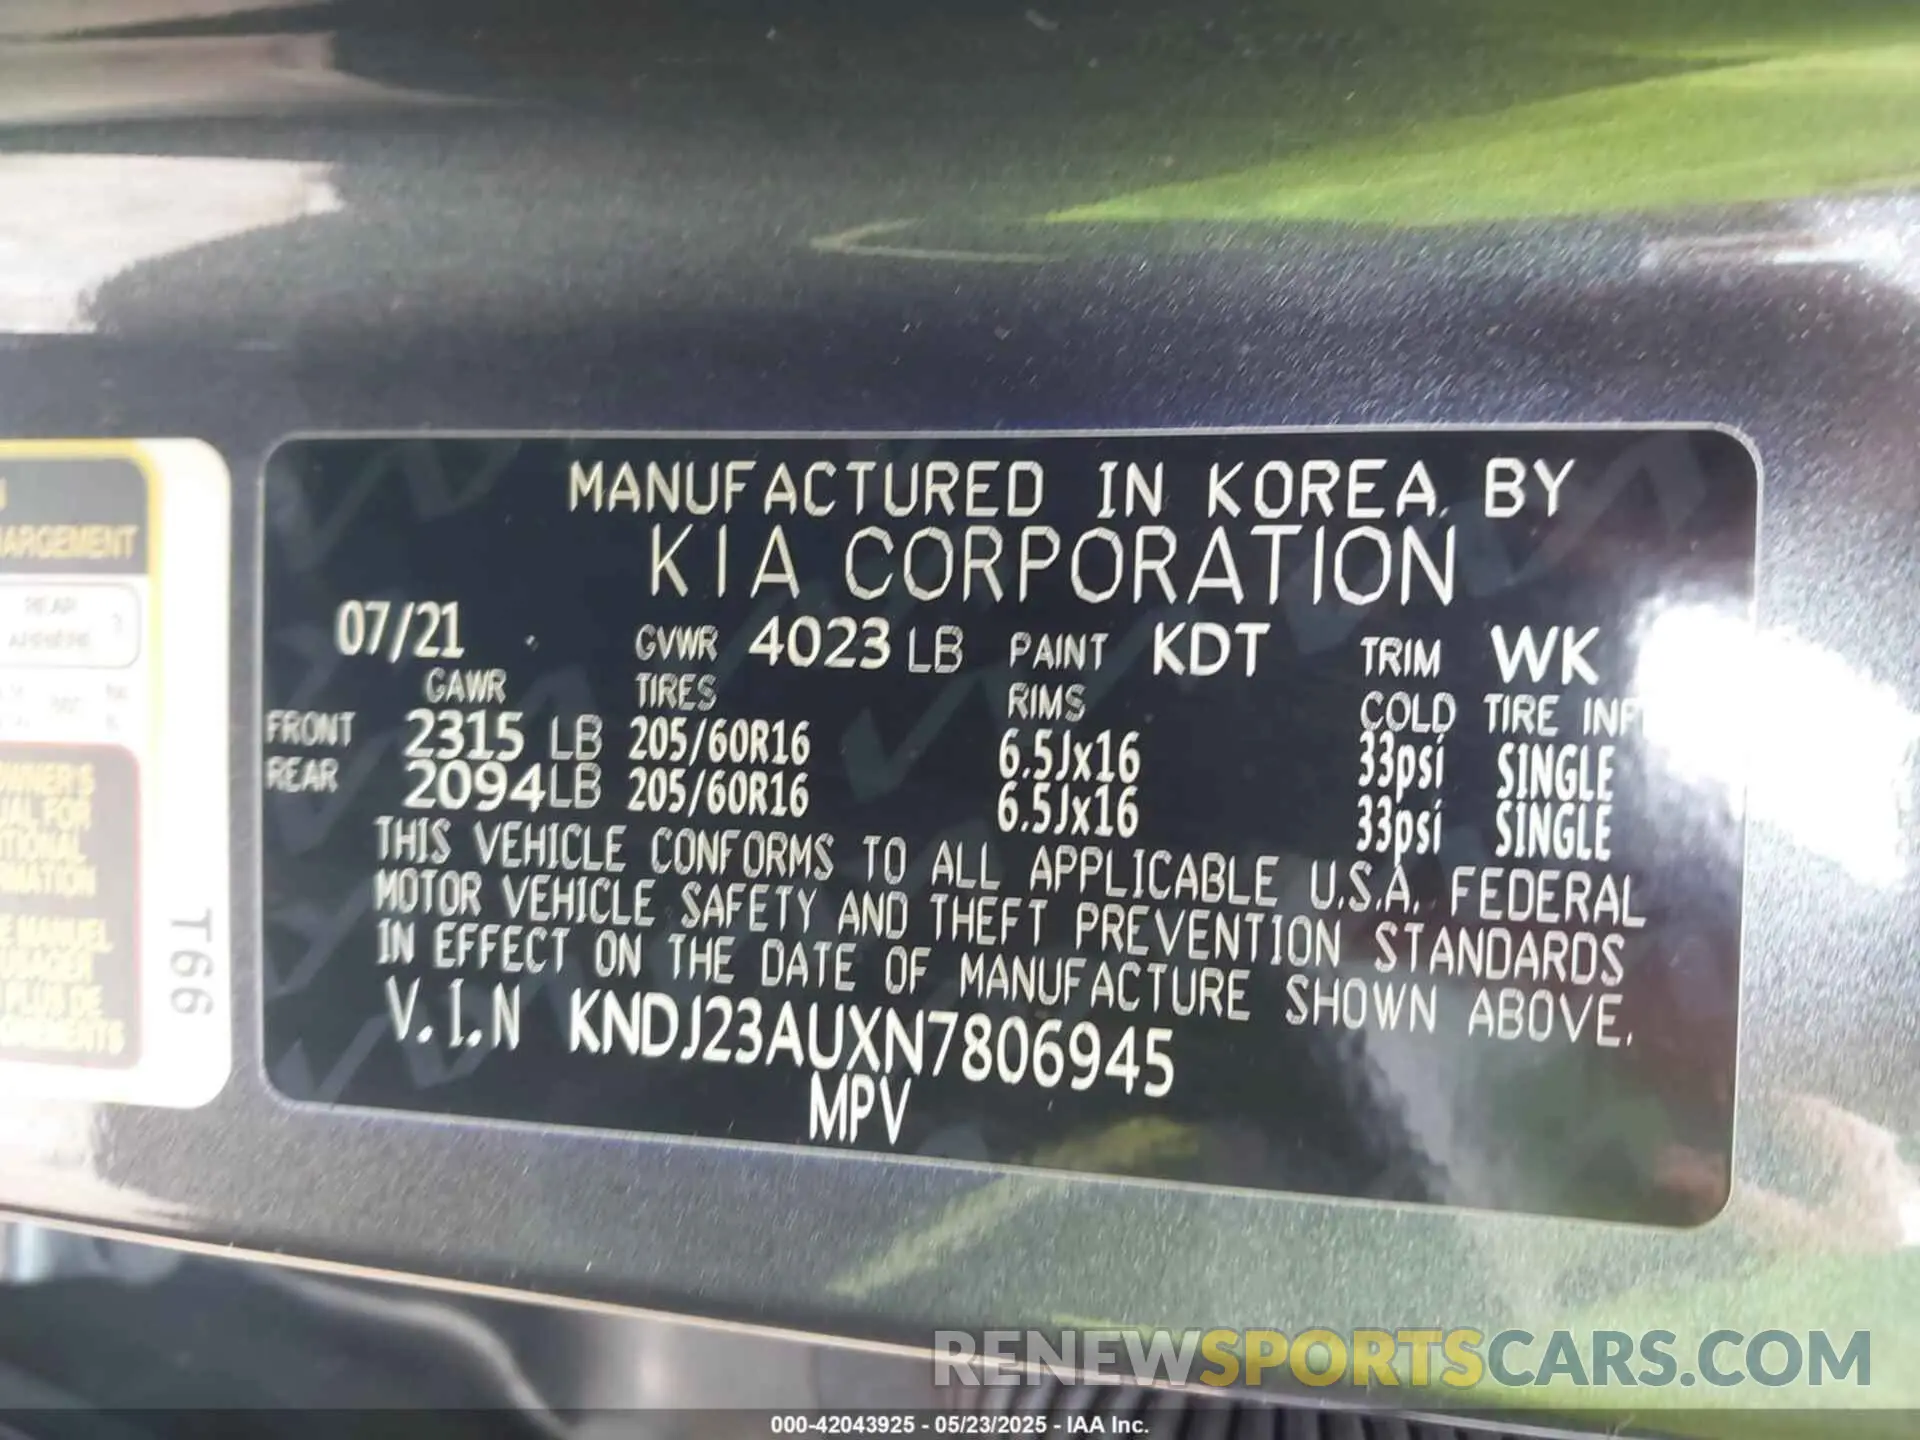 MANUFACTURED IN KOREA BY
KIA CORPORATION
07/21 GVWR 4023 LB PAINT KDT TRIM WK
GAWR TIRES RIMS COLD TIRE
FRONT 2315 LB 205/60R16 6.5Jx16 33psi SINGLE
REAR 2094LB 205/60R16 6.5Jx16 33psi SINGLE
THIS VEHICLE CONFORMS TO ALL APPLICABLE U.S.A. FEDERAL
MOTOR VEHICLE SAFETY AND THEFT PREVENTION STANDARDS
IN EFFECT ON THE DATE OF MANUFACTURE SHOWN ABOVE.
V.I.N KNDJ23AUXN7806945
MPV
REAR
T66
RENEWSPORTSCARS.COM
000-42043925 - 05/23/2025 - IAA Inc.